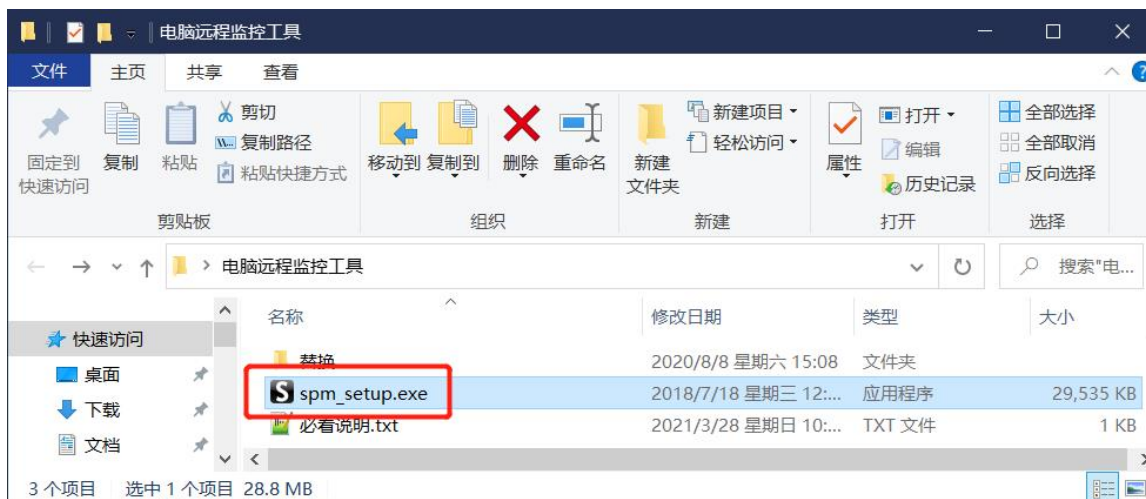 电脑远程监控工具
文件 主页 共享 查看
固定到
快速访问
复制
粘贴
剪切
复制路径
粘贴快捷方式
剪贴板
移动到 复制到 删除 重命名
组织
新建
文件夹
新建项目
轻松访问
新建
属性
打开
编辑
历史记录
打开
全部选择
全部取消
反向选择
选择
电脑远程监控工具
搜索"电...
名称 修改日期 类型 大小
快速访问
桌面
下载
文档
替换 2020/8/8 星期六 15:08 文件夹
spm_setup.exe 2018/7/18 星期三 12:... 应用程序 29,535 KB
必看说明.txt 2021/3/28 星期日 10:... TXT 文件 1 KB
3 个项目 选中 1 个项目 28.8 MB